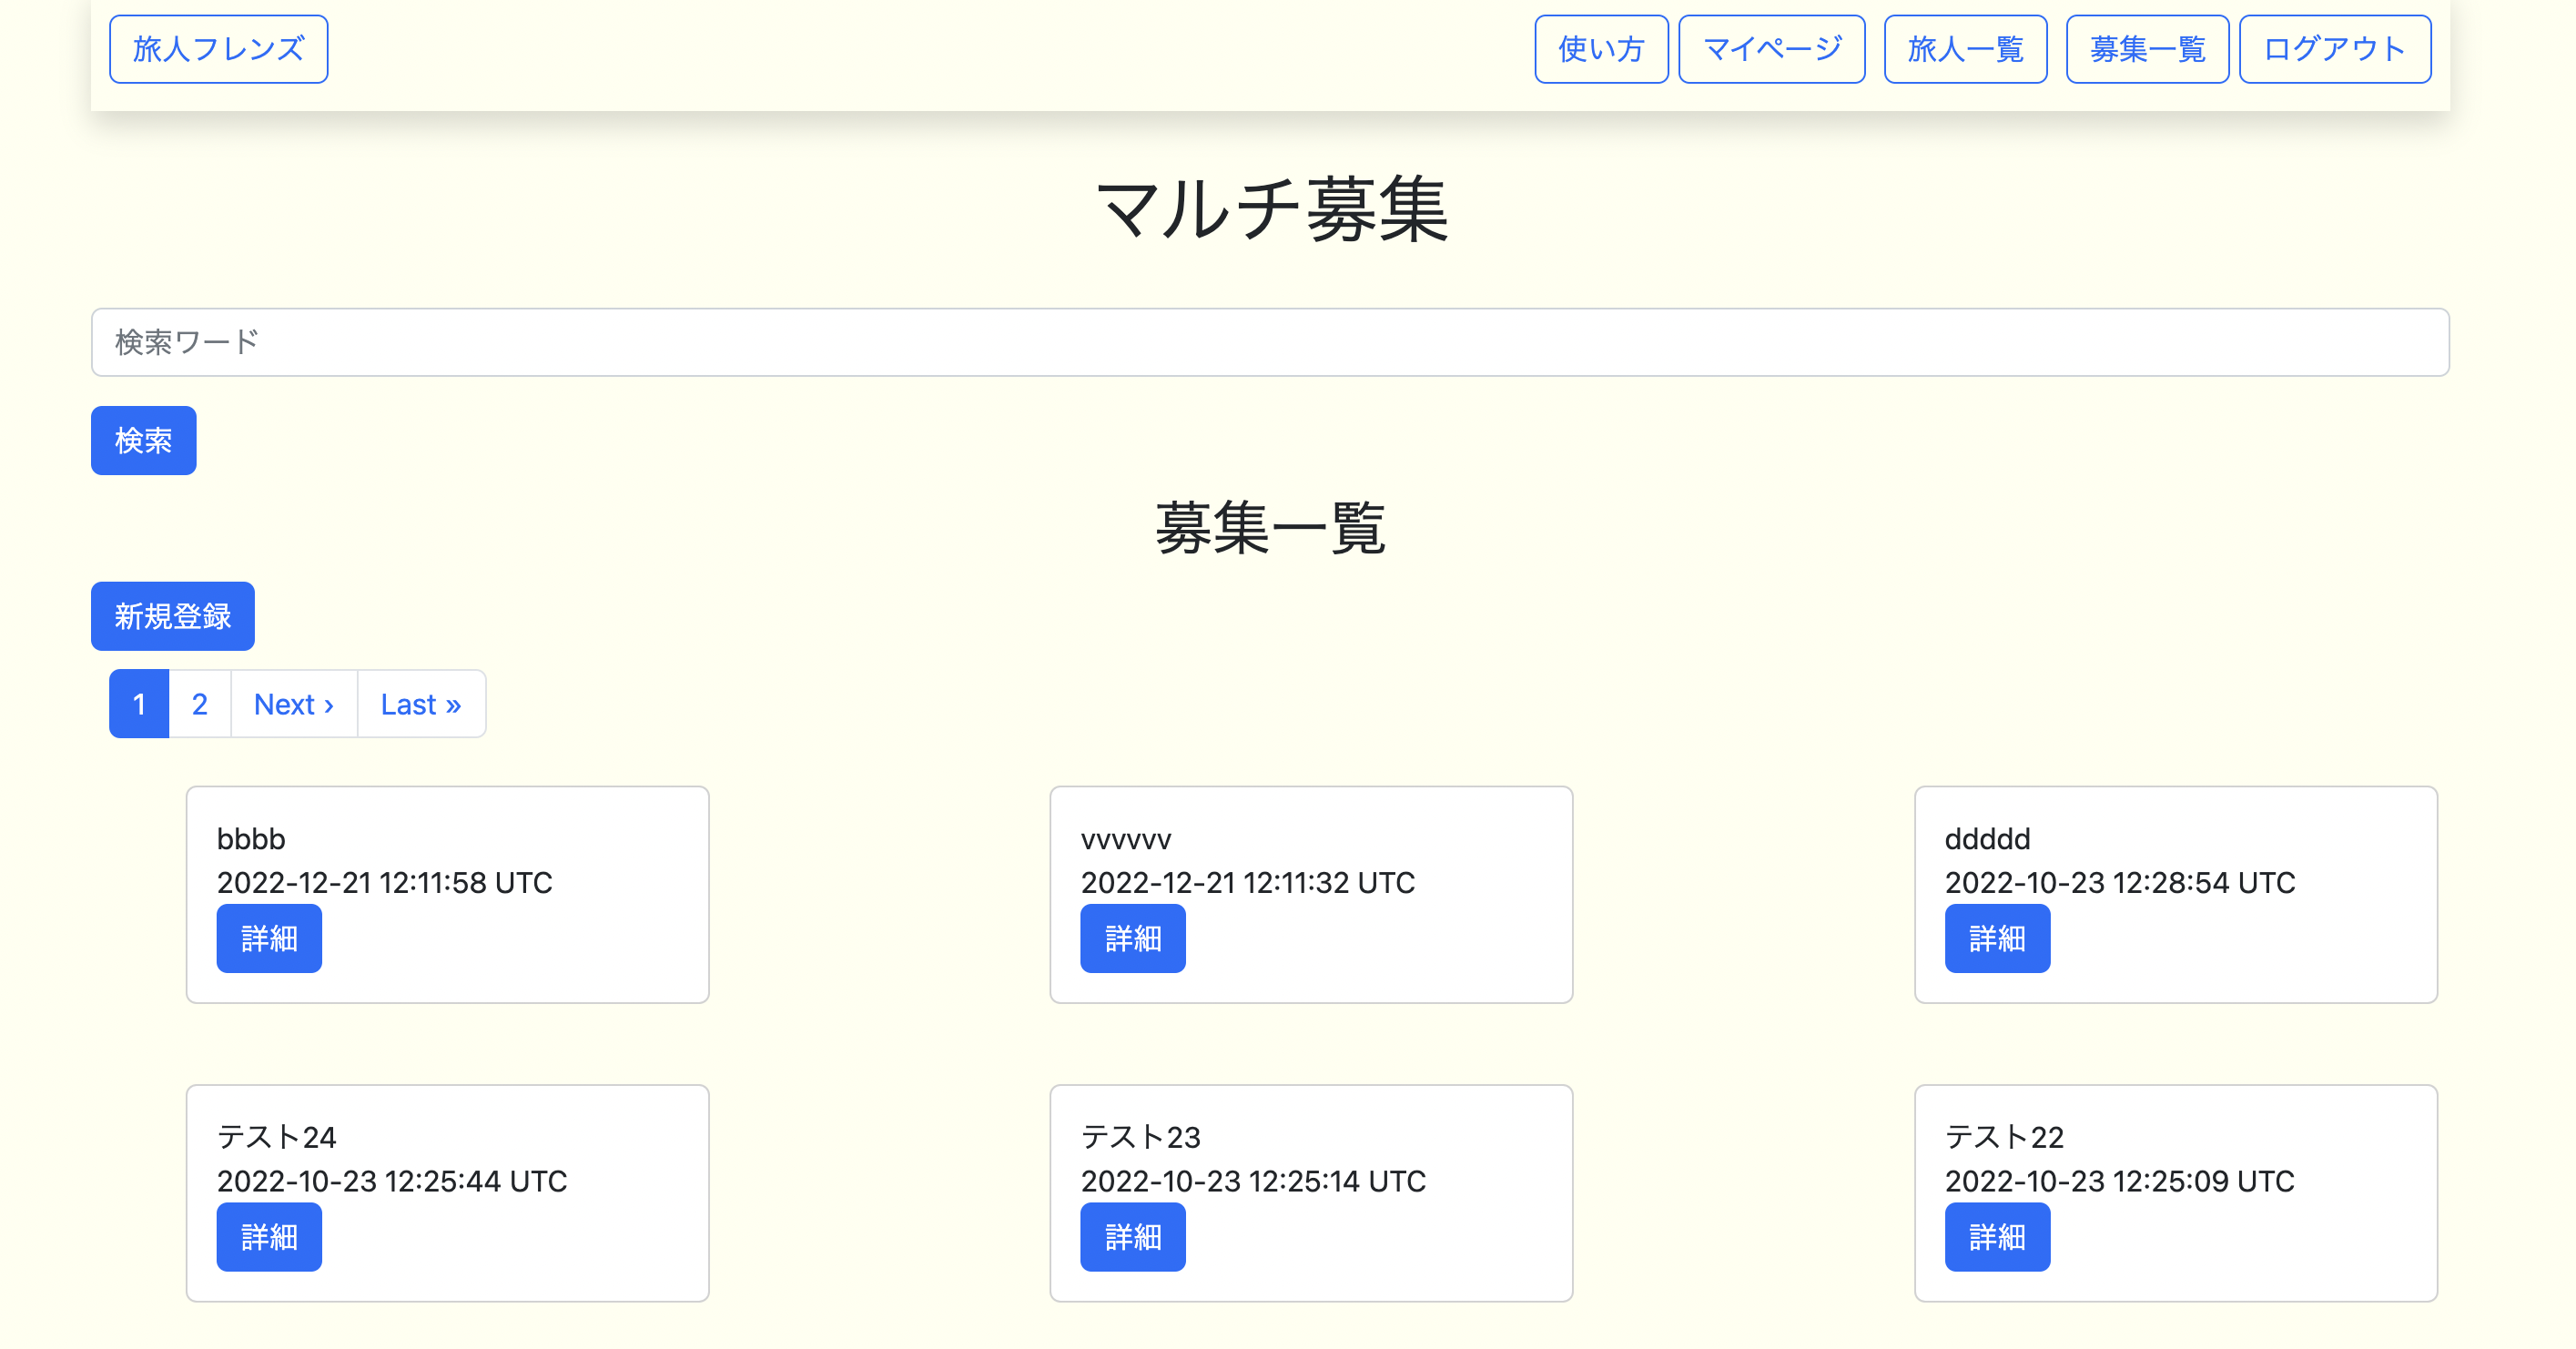 旅人フレンズ 使い方 マイページ 旅人一覧 募集一覧 ログアウト
マルチ募集
検索ワード
検索
募集一覧
新規登録
1 2 Next › Last »
bbbb
2022-12-21 12:11:58 UTC
詳細
vvvvvv
2022-12-21 12:11:32 UTC
詳細
ddddd
2022-10-23 12:28:54 UTC
詳細
テスト24
2022-10-23 12:25:44 UTC
詳細
テスト23
2022-10-23 12:25:14 UTC
詳細
テスト22
2022-10-23 12:25:09 UTC
詳細